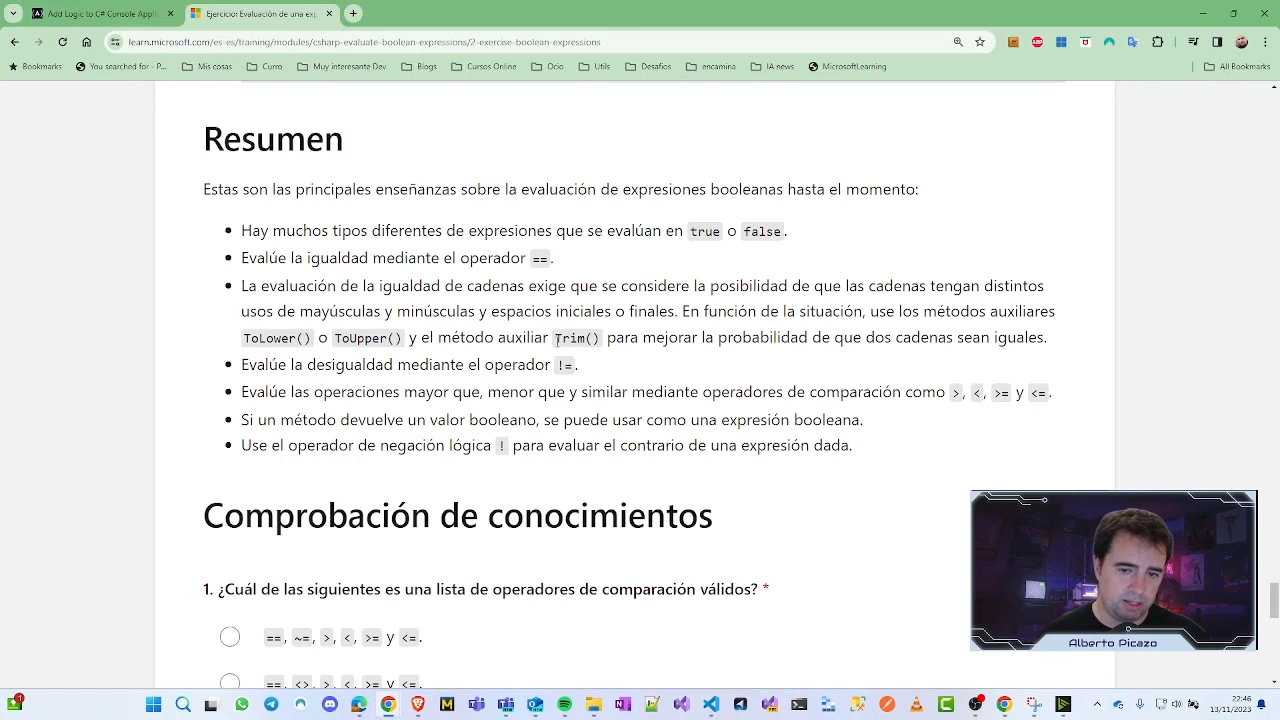 Add Logic to C# Console Appli
Ejercicio: Evaluación de una exp
learn.microsoft.com/es-es/training/modules/csharp-evaluate-boolean-expressions/2-exercise-boolean-expressions
Bookmarks
You searched for - P...
Mis cosas
Curro
Muy interesante Dev
Blogs
Cursos Online
Ocio
Utils
Desafios
encamina
IA news
MicrosoftLearning
All Bookmarks
Resumen
Estas son las principales enseñanzas sobre la evaluación de expresiones booleanas hasta el momento:
Hay muchos tipos diferentes de expresiones que se evalúan en true o false.
Evalúe la igualdad mediante el operador ==.
La evaluación de la igualdad de cadenas exige que se considere la posibilidad de que las cadenas tengan distintos
usos de mayúsculas y minúsculas y espacios iniciales o finales. En función de la situación, use los métodos auxiliares
ToLower() o ToUpper() y el método auxiliar Trim() para mejorar la probabilidad de que dos cadenas sean iguales.
Evalúe la desigualdad mediante el operador !=.
Evalúe las operaciones mayor que, menor que y similar mediante operadores de comparación como >, <, >= y <=.
Si un método devuelve un valor booleano, se puede usar como una expresión booleana.
Use el operador de negación lógica ! para evaluar el contrario de una expresión dada.
Comprobación de conocimientos
1. ¿Cuál de las siguientes es una lista de operadores de comparación válidos? *
==, ~=, >, <, >= y <=.
==, <>, >, <, >= y <=.
Alberto Picazo
1
22:46
13/11/2023